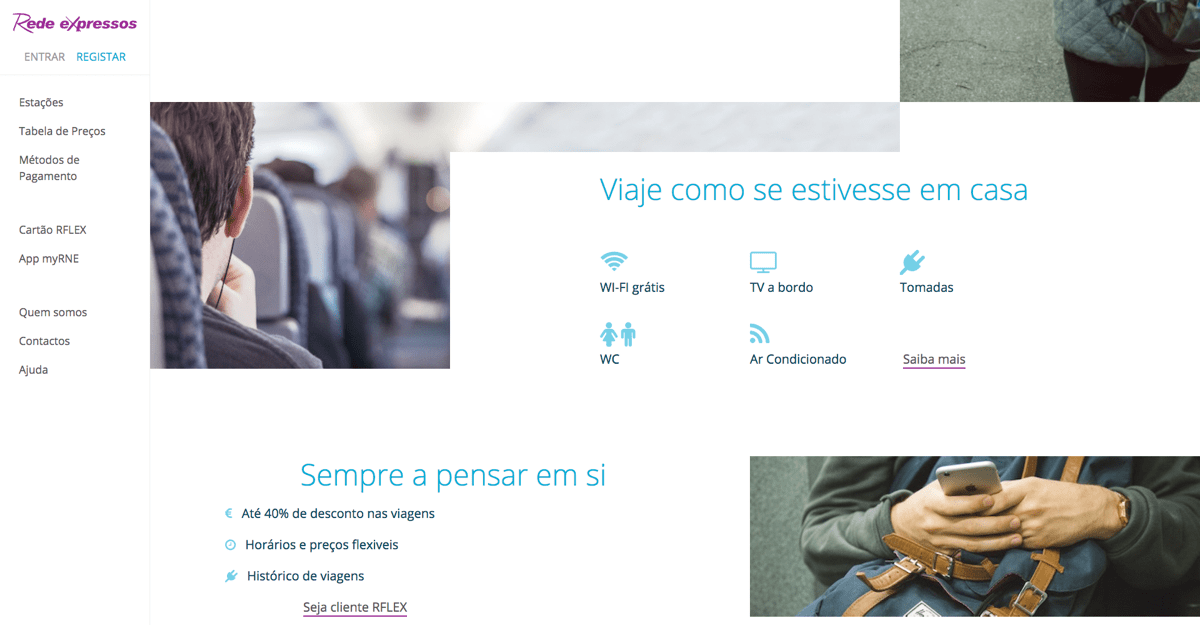 Rede expressos
ENTRAR REGISTAR
Estações
Tabela de Preços
Métodos de
Pagamento
Cartão RFLEX
App myRNE
Quem somos
Contactos
Ajuda
Viaje como se estivesse em casa
WI-FI grátis
TV a bordo
Tomadas
WC
Ar Condicionado
Saiba mais
Sempre a pensar em si
Até 40% de desconto nas viagens
Horários e preços flexiveis
Histórico de viagens
Seja cliente RFLEX